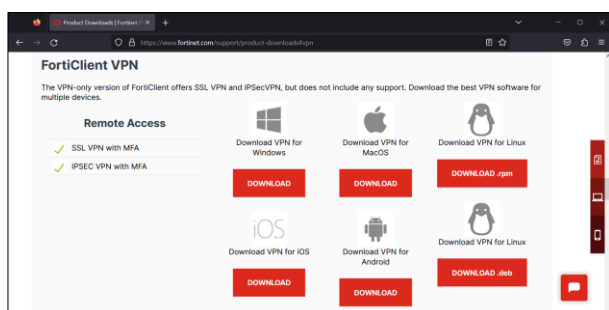 Product Downloads | Fortinet
https://www.fortinet.com/support/product-downloads#vpn
FortiClient VPN
The VPN-only version of FortiClient offers SSL VPN and IPSecVPN, but does not include any support. Download the best VPN software for
multiple devices.
Remote Access
SSL VPN with MFA
IPSEC VPN with MFA
Download VPN for
Windows
DOWNLOAD
Download VPN for
MacOS
DOWNLOAD
Download VPN for Linux
DOWNLOAD .rpm
iOS
Download VPN for iOS
DOWNLOAD
Download VPN for
Android
DOWNLOAD
Download VPN for Linux
DOWNLOAD .deb